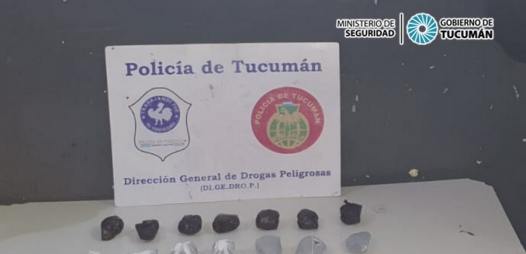 MINISTERIO DE
SEGURIDAD
GOBIERNO DE
TUCUMÁN
Policía de Tucumán
POLICIA DE TUCUMAN
Dirección General de Drogas Peligrosas
(DI.GE.DRO.P.)